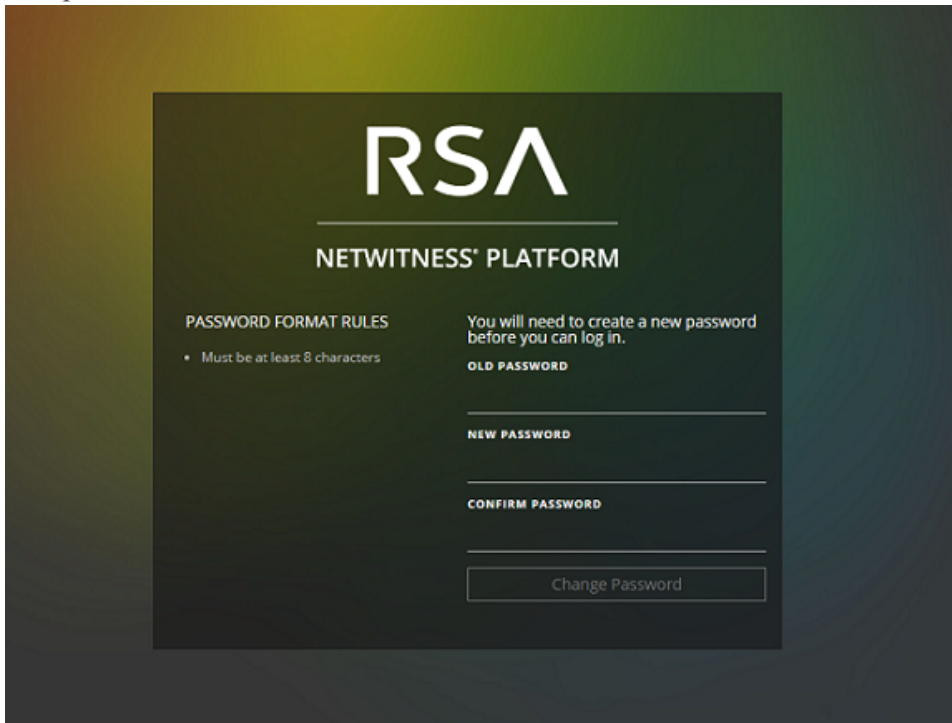 RSA
NETWITNESS® PLATFORM
PASSWORD FORMAT RULES
• Must be at least 8 characters
You will need to create a new password
before you can log in.
OLD PASSWORD
NEW PASSWORD
CONFIRM PASSWORD
Change Password